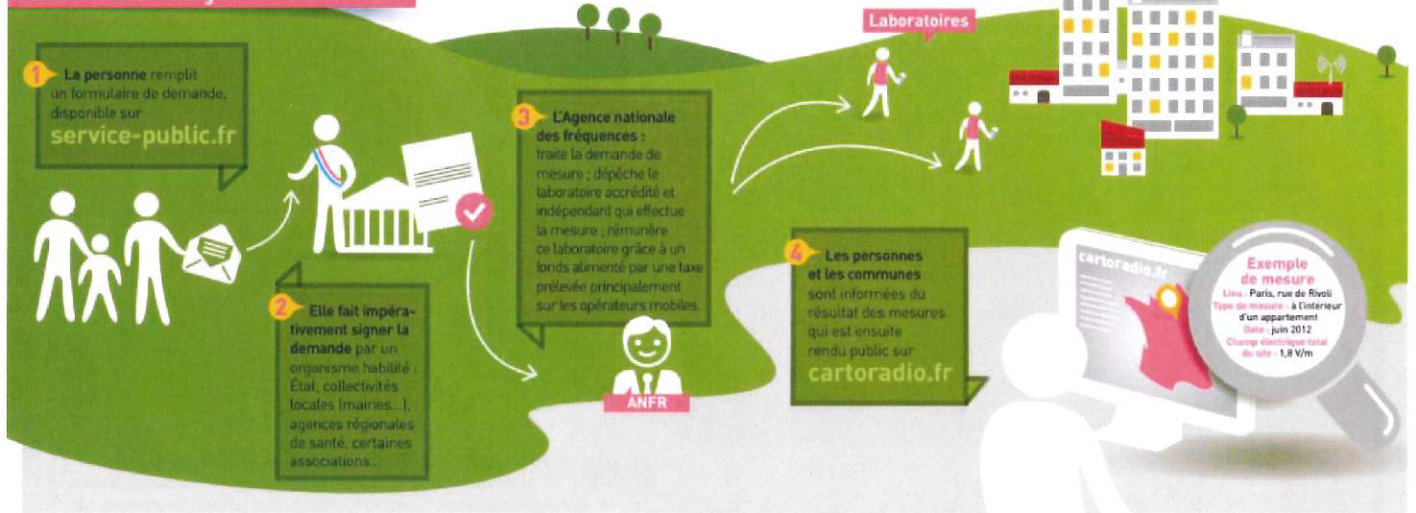 1 La personne remplit
un formulaire de demande,
disponible sur
service-public.fr
2 Elle fait impéra-
tivement signer la
demande par un
organisme habilité :
État, collectivités
locales (mairies...),
agences régionales
de santé, certaines
associations...
3 L'Agence nationale
des fréquences :
traite la demande de
mesure ; dépêche le
laboratoire accrédité et
indépendant qui effectue
la mesure ; rémunère
ce laboratoire grâce à un
fonds alimenté par une taxe
prélevée principalement
sur les opérateurs mobiles.
ANFR
Laboratoires
4 Les personnes
et les communes
sont informées du
résultat des mesures
qui est ensuite
rendu public sur
cartoradio.fr
cartoradio.fr
Exemple
de mesure
Lieu : Paris, rue de Rivoli
Type de mesure : à l'intérieur
d'un appartement
Date : juin 2012
Champ électrique total
du site : 1,8 V/m